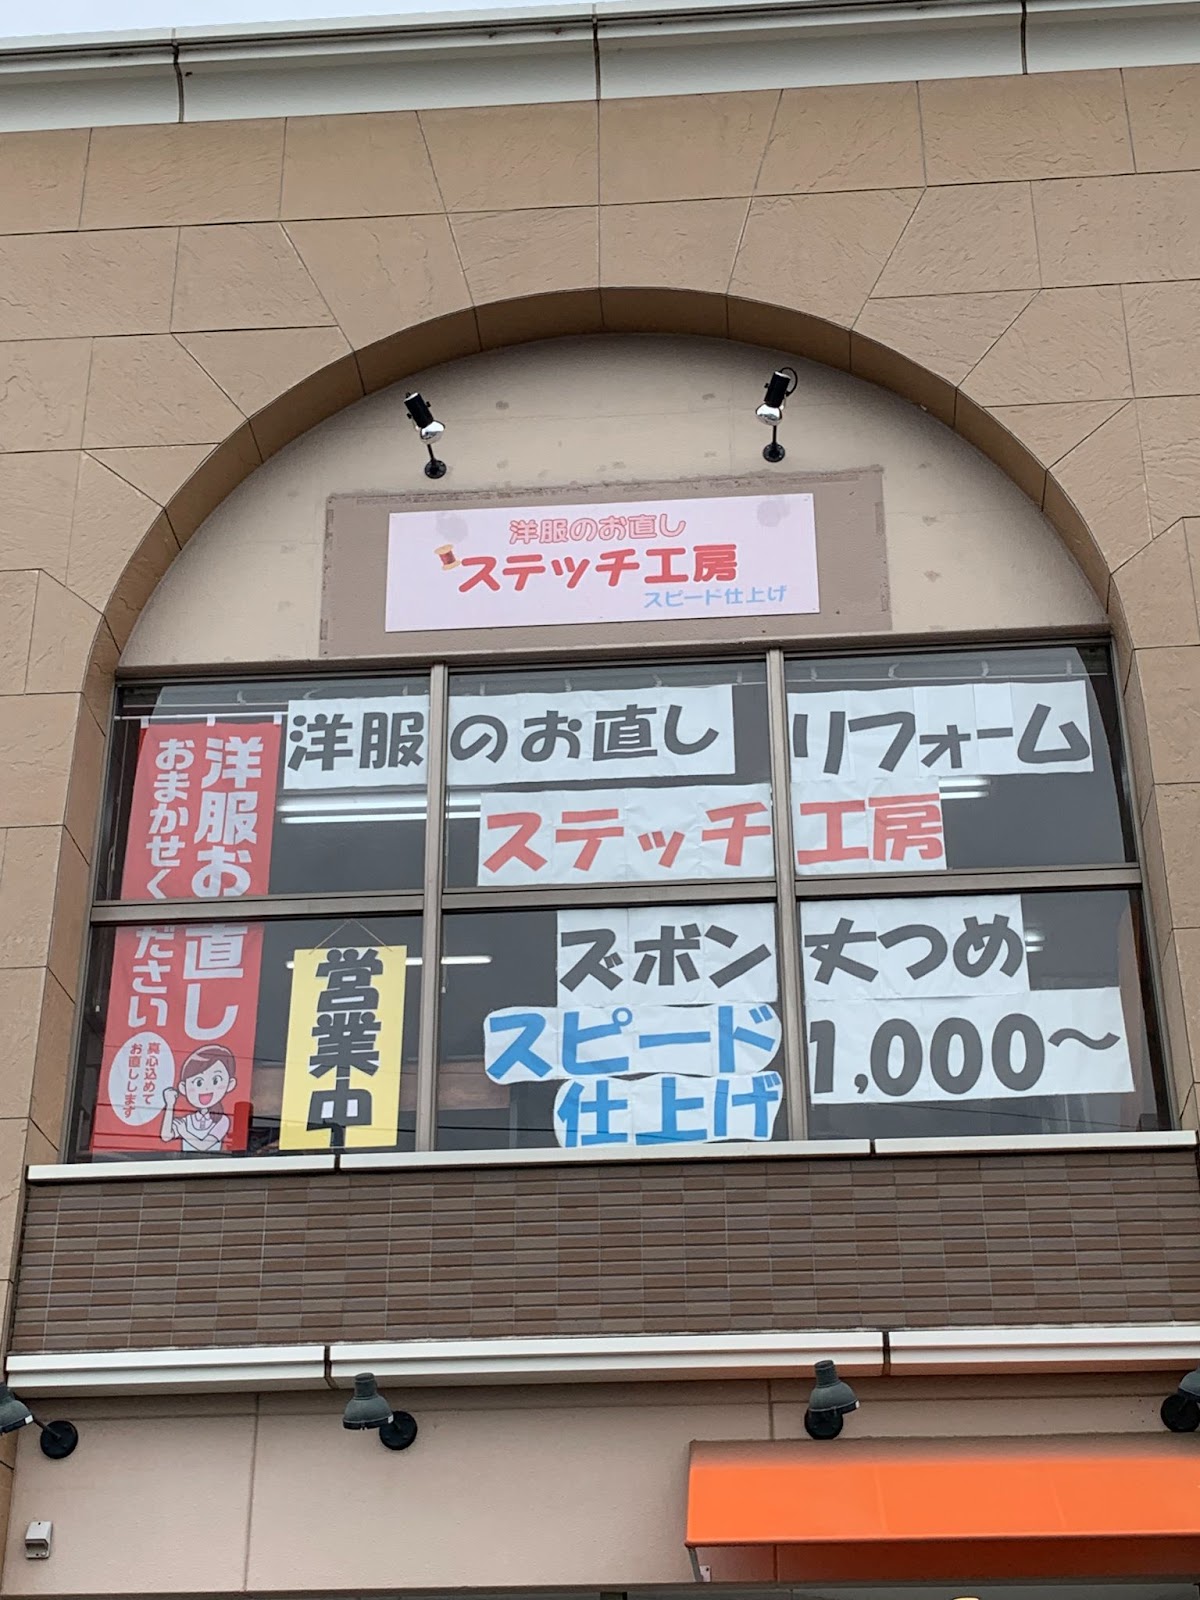 洋服のお直し
ステッチ工房
スピード仕上げ
洋服のお直し リフォーム
ステッチ工房
ズボン丈つめ
1,000～
スピード
仕上げ
洋服お直し
おまかせください
真心込めて
お直しします
営業中